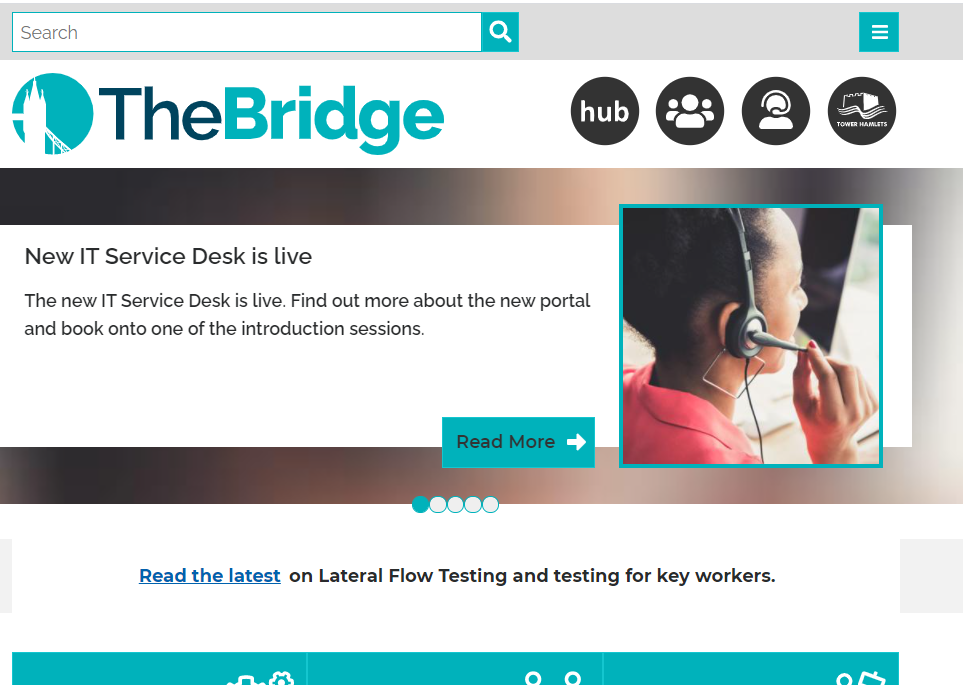 Search
TheBridge
hub
TOWER HAMLETS
New IT Service Desk is live
The new IT Service Desk is live. Find out more about the new portal
and book onto one of the introduction sessions.
Read More
Read the latest on Lateral Flow Testing and testing for key workers.